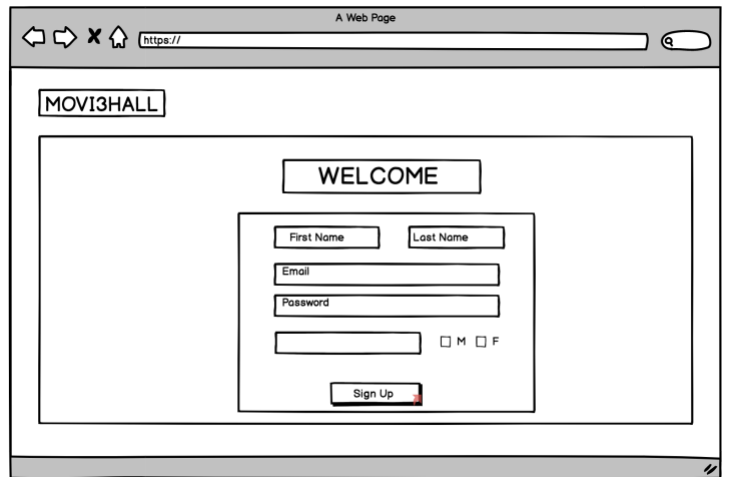 A Web Page
https://
MOVI3HALL
WELCOME
First Name Last Name
Email
Password
M F
Sign Up